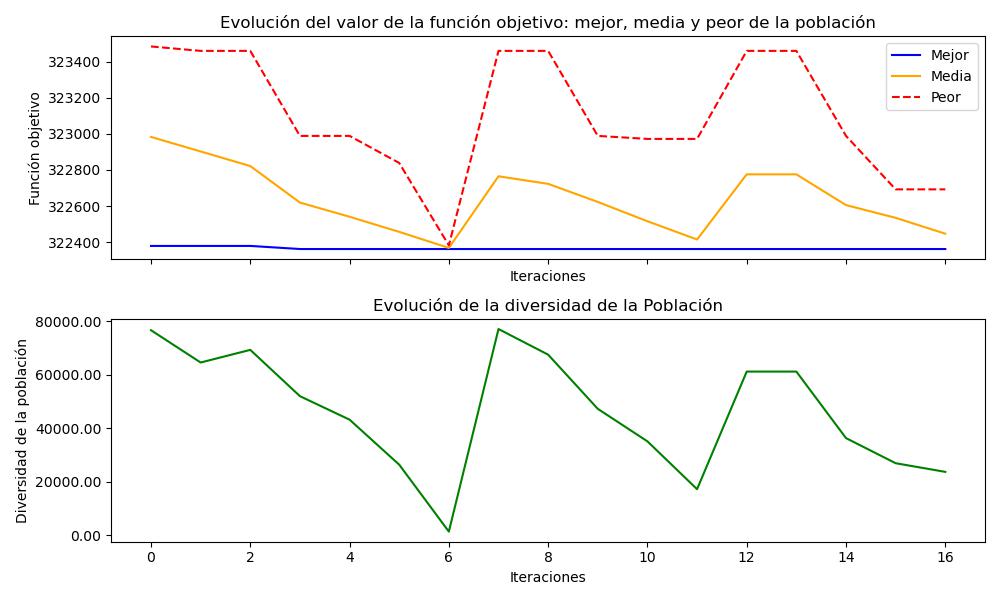 Evolución del valor de la función objetivo: mejor, media y peor de la población
Función objetivo
323400
323200
323000
322800
322600
322400
Mejor
Media
Peor
Iteraciones
Evolución de la diversidad de la Población
Diversidad de la población
80000.00
60000.00
40000.00
20000.00
0.00
0 2 4 6 8 10 12 14 16
Iteraciones